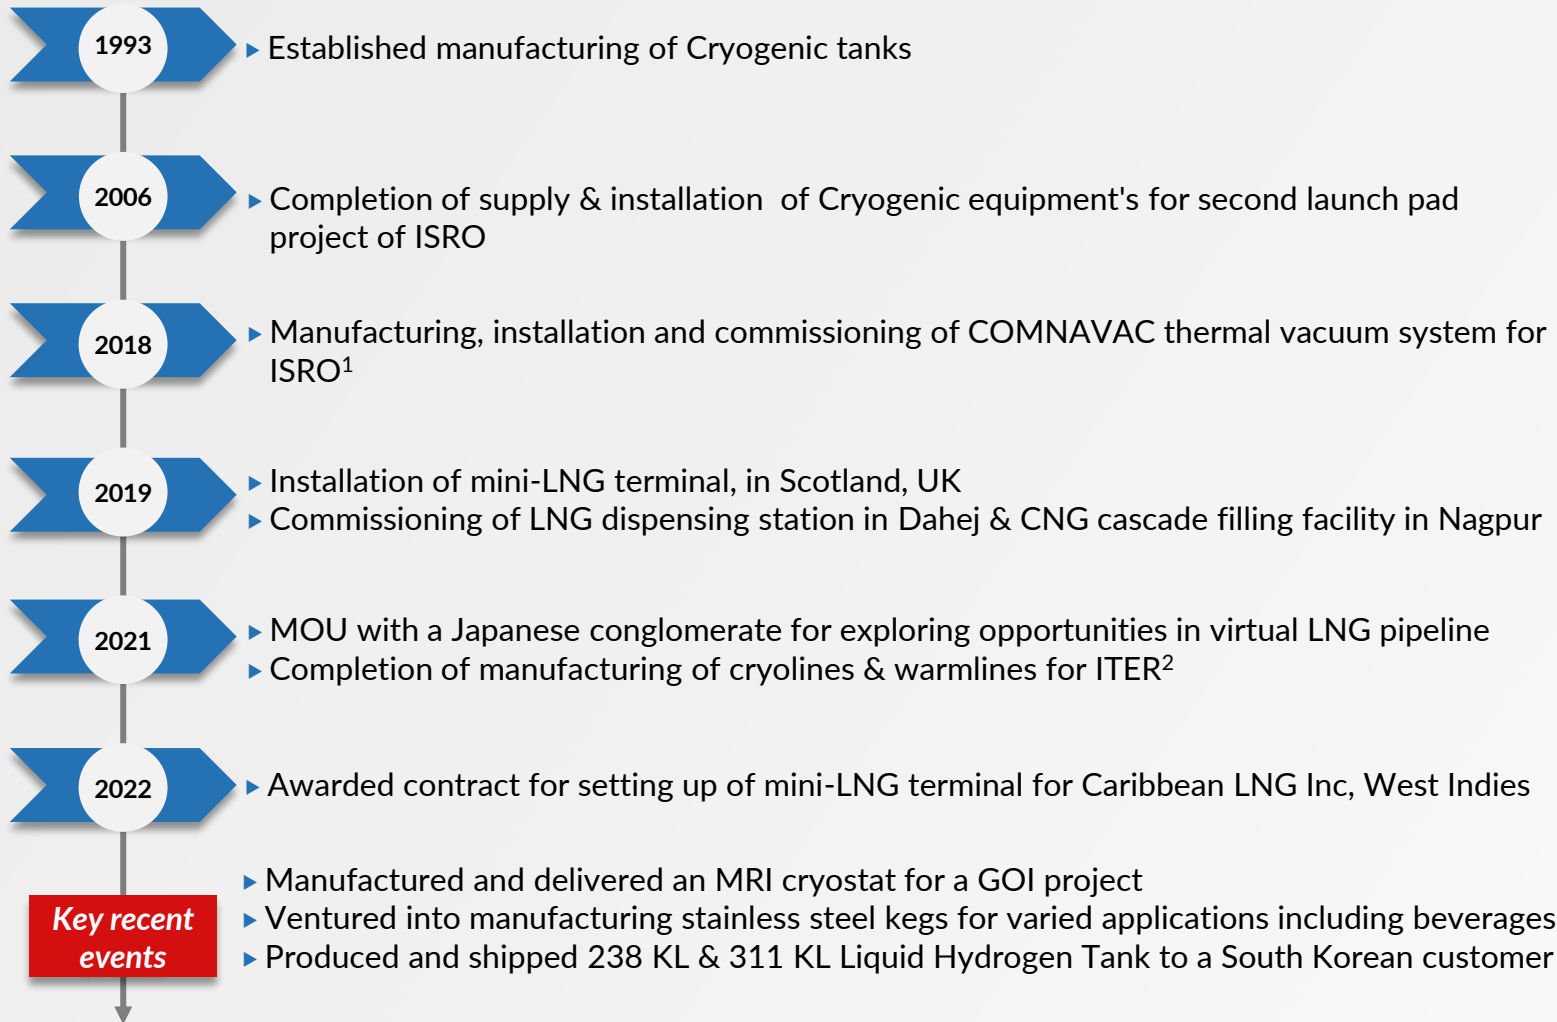 1993
Established manufacturing of Cryogenic tanks
2006
Completion of supply & installation  of Cryogenic equipment's for second launch pad
project of ISRO
2018
Manufacturing, installation and commissioning of COMNAVAC thermal vacuum system for
ISRO¹
2019
Installation of mini-LNG terminal, in Scotland, UK
Commissioning of LNG dispensing station in Dahej & CNG cascade filling facility in Nagpur
2021
MOU with a Japanese conglomerate for exploring opportunities in virtual LNG pipeline
Completion of manufacturing of cryolines & warmlines for ITER²
2022
Awarded contract for setting up of mini-LNG terminal for Caribbean LNG Inc, West Indies
Key recent
events
Manufactured and delivered an MRI cryostat for a GOI project
Ventured into manufacturing stainless steel kegs for varied applications including beverages
Produced and shipped 238 KL & 311 KL Liquid Hydrogen Tank to a South Korean customer